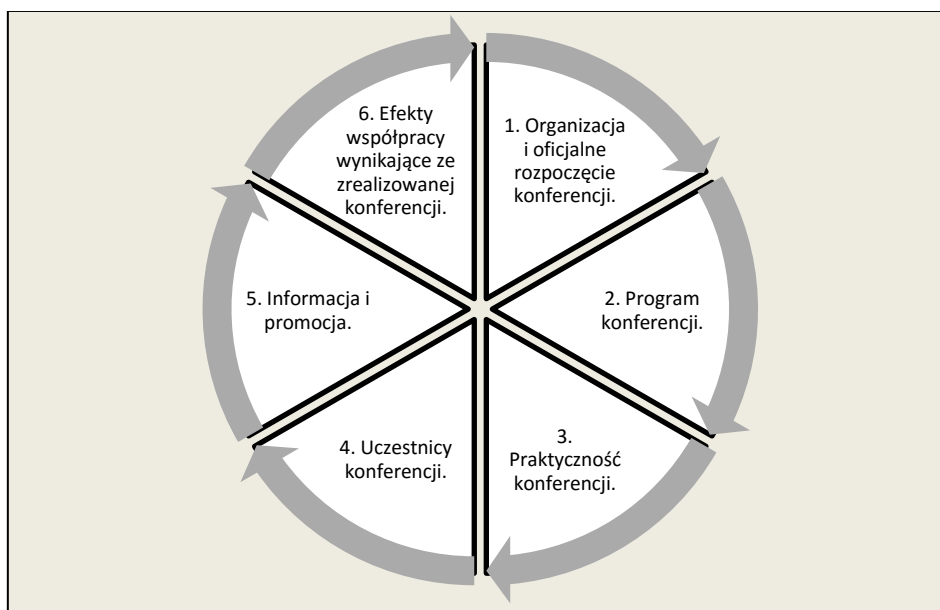 1. Organizacja
i oficjalne
rozpoczęcie
konferencji.
2. Program
konferencji.
3.
Praktyczność
konferencji.
4. Uczestnicy
konferencji.
5. Informacja i
promocja.
6. Efekty
współpracy
wynikające ze
zrealizowanej
konferencji.